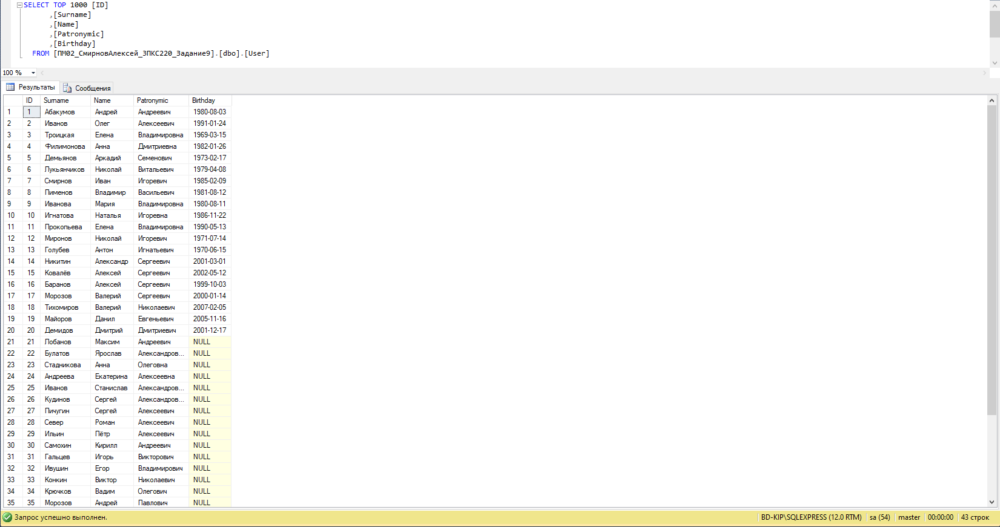 SELECT TOP 1000 [ID]
,[Surname]
,[Name]
,[Patronymic]
,[Birthday]
FROM [ПМ02_СмирновАлексей_3ПКС220_Задание9].[dbo].[User]
100 %
Результаты Сообщения
ID Surname Name Patronymic Birthday
1 1 Абакумов Андрей Андреевич 1980-08-03
2 2 Иванов Олег Алексеевич 1991-01-24
3 3 Троицкая Елена Владимировна 1969-03-15
4 4 Филимонова Анна Дмитриевна 1982-01-26
5 5 Демьянов Аркадий Семенович 1973-02-17
6 6 Лукьянчиков Николай Витальевич 1979-04-08
7 7 Смирнов Иван Игоревич 1985-02-09
8 8 Пименов Владимир Васильевич 1981-08-12
9 9 Иванова Мария Владимировна 1980-08-11
10 10 Игнатова Наталья Игоревна 1986-11-22
11 11 Прокопьева Елена Владимировна 1990-05-13
12 12 Миронов Николай Игоревич 1971-07-14
13 13 Голубев Антон Игнатьевич 1970-06-15
14 14 Никитин Александр Сергеевич 2001-03-01
15 15 Ковалёв Алексей Сергеевич 2002-05-12
16 16 Баранов Алексей Сергеевич 1999-10-03
17 17 Морозов Валерий Сергеевич 2000-01-14
18 18 Тихомиров Валерий Николаевич 2007-02-05
19 19 Майоров Данил Евгеньевич 2005-11-16
20 20 Демидов Дмитрий Дмитриевич 2001-12-17
21 21 Лобанов Максим Андреевич NULL
22 22 Булатов Ярослав Александров... NULL
23 23 Стадникова Анна Олеговна NULL
24 24 Андреева Екатерина Алексеевна NULL
25 25 Иванов Станислав Александров... NULL
26 26 Кудинов Сергей Александров... NULL
27 27 Пичугин Сергей Алексеевич NULL
28 28 Север Роман Алексеевич NULL
29 29 Ильин Пётр Алексеевич NULL
30 30 Самохин Кирилл Андреевич NULL
31 31 Гальцев Игорь Викторович NULL
32 32 Ивушин Егор Владимирович NULL
33 33 Конкин Виктор Николаевич NULL
34 34 Крючков Вадим Олегович NULL
35 35 Морозов Андрей Павлович NULL
Запрос успешно выполнен. BD-KIP\SQLEXPRESS (12.0 RTM) sa (54) master 00:00:00 43 строк